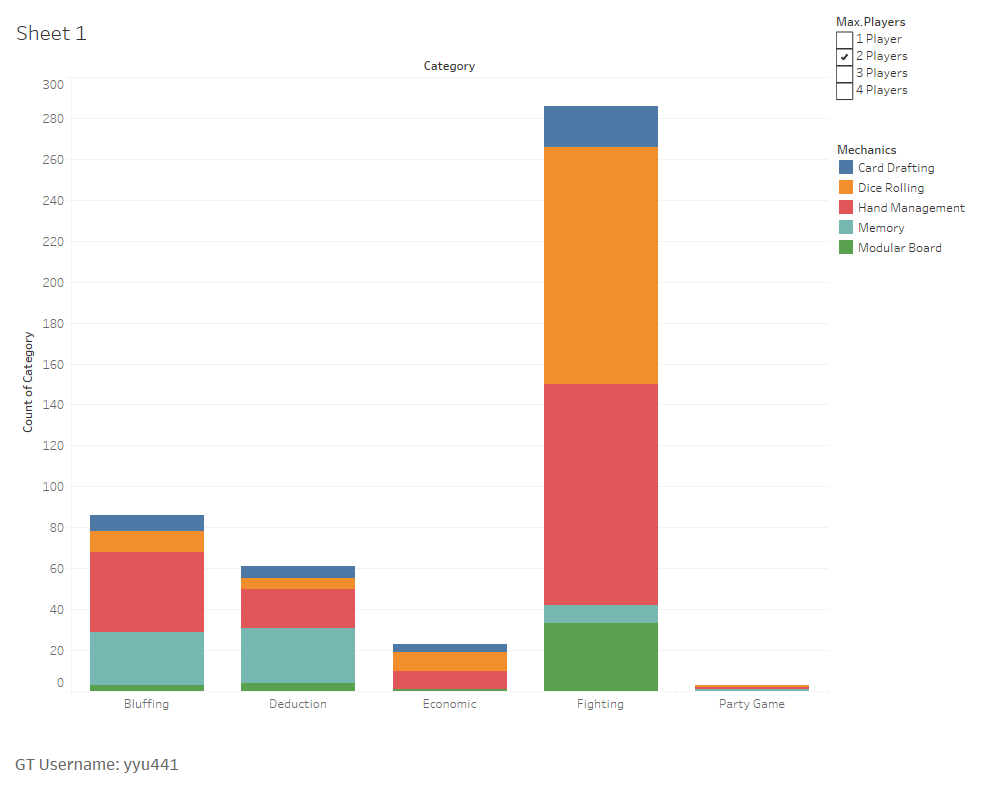 Sheet 1
Category
Count of Category
300
280
260
240
220
200
180
160
140
120
100
80
60
40
20
0
Bluffing
Deduction
Economic
Fighting
Party Game
Max.Players
1 Player
2 Players
3 Players
4 Players
Mechanics
Card Drafting
Dice Rolling
Hand Management
Memory
Modular Board
GT Username: yyu441